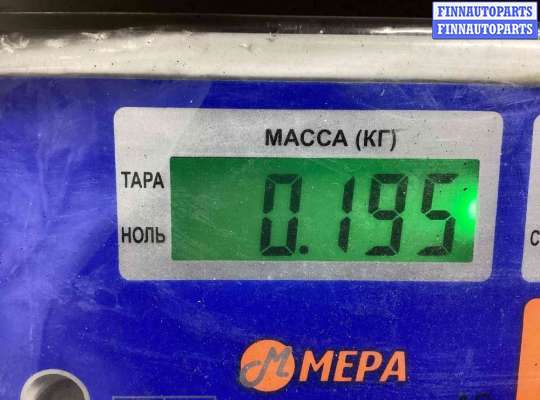 FINNAUTOPARTS
FINNAUTOPARTS
МАССА (КГ)
ТАРА
0.195
НОЛЬ
МЕРА